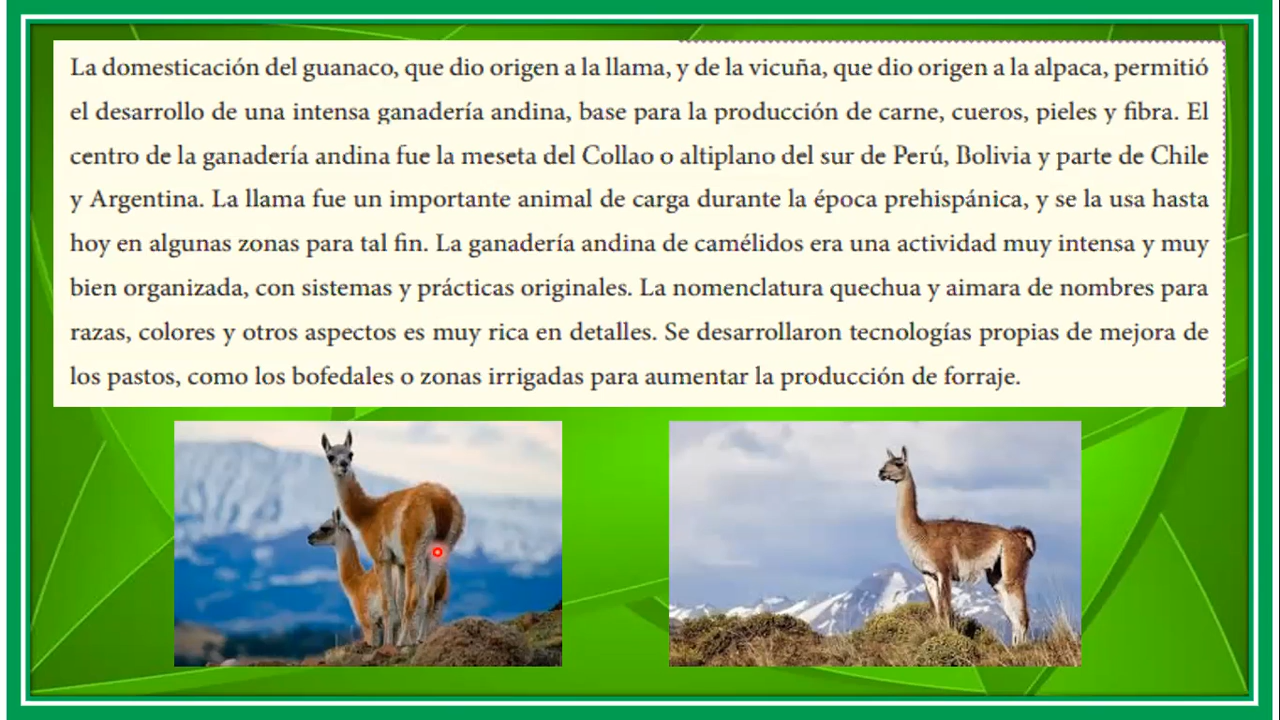 La domesticación del guanaco, que dio origen a la llama, y de la vicuña, que dio origen a la alpaca, permitió
el desarrollo de una intensa ganadería andina, base para la producción de carne, cueros, pieles y fibra. El
centro de la ganadería andina fue la meseta del Collao o altiplano del sur de Perú, Bolivia y parte de Chile
y Argentina. La llama fue un importante animal de carga durante la época prehispánica, y se la usa hasta
hoy en algunas zonas para tal fin. La ganadería andina de camélidos era una actividad muy intensa y muy
bien organizada, con sistemas y prácticas originales. La nomenclatura quechua y aimara de nombres para
razas, colores y otros aspectos es muy rica en detalles. Se desarrollaron tecnologías propias de mejora de
los pastos, como los bofedales o zonas irrigadas para aumentar la producción de forraje.